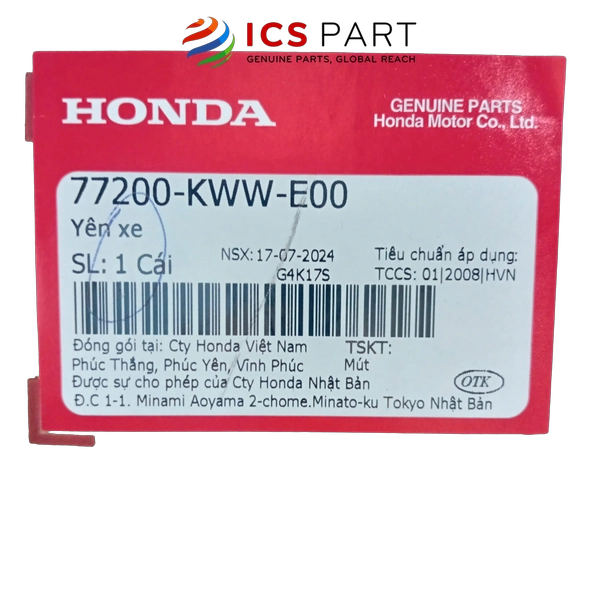 ICS PART
GENUINE PARTS, GLOBAL REACH
HONDA
GENUINE PARTS
Honda Motor Co., Ltd.
77200-KWW-E00
Yên xe
SL: 1 Cái
NSX: 17-07-2024
G4K17S
Tiêu chuẩn áp dụng:
TCCS: 01|2008|HVN
Đóng gói tại: Cty Honda Việt Nam
Phúc Thắng, Phúc Yên, Vĩnh Phúc
TSKT:
Mút
Được sự cho phép của Cty Honda Nhật Bản
Đ.C 1-1. Minami Aoyama 2-chome.Minato-ku Tokyo Nhật Bản
OTK